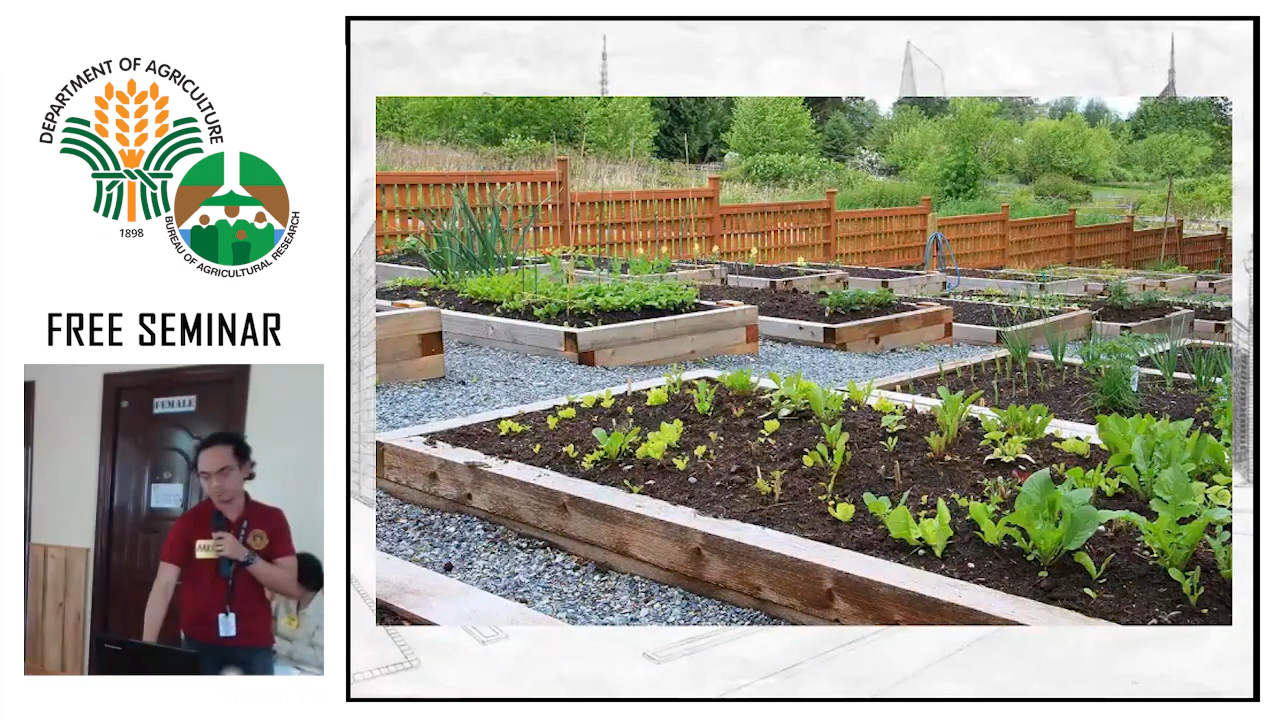 DEPARTMENT OF AGRICULTURE
1898
BUREAU OF AGRICULTURAL RESEARCH
FREE SEMINAR
FEMALE